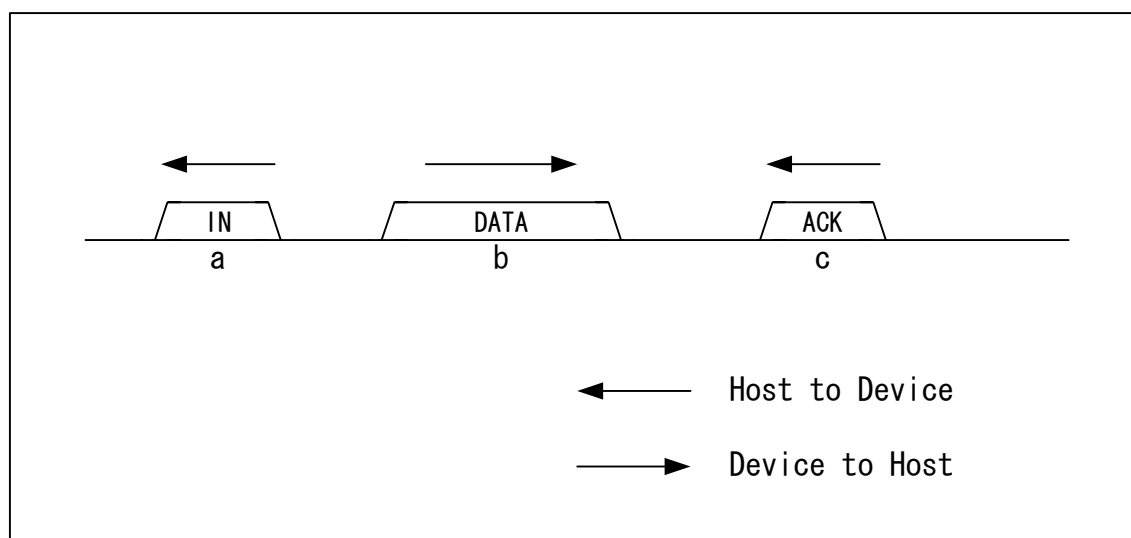 IN DATA ACK
a b c
Host to Device
Device to Host